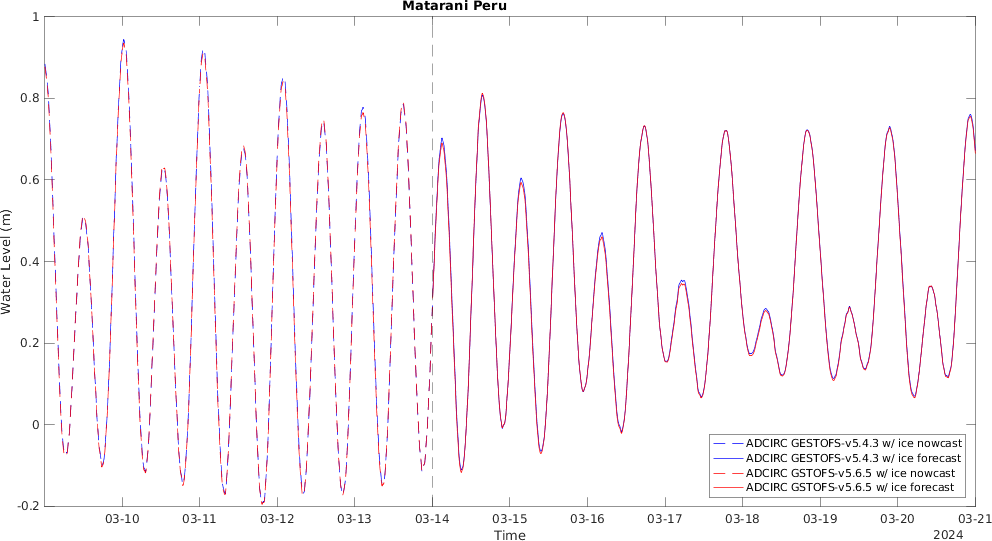 Matarani Peru
Water Level (m)
1
0.8
0.6
0.4
0.2
0
-0.2
03-10
03-11
03-12
03-13
03-14
03-15
03-16
03-17
03-18
03-19
03-20
03-21
Time
2024
ADCIRC GESTOFS-v5.4.3 w/ ice nowcast
ADCIRC GESTOFS-v5.4.3 w/ ice forecast
ADCIRC GSTOFS-v5.6.5 w/ ice nowcast
ADCIRC GSTOFS-v5.6.5 w/ ice forecast